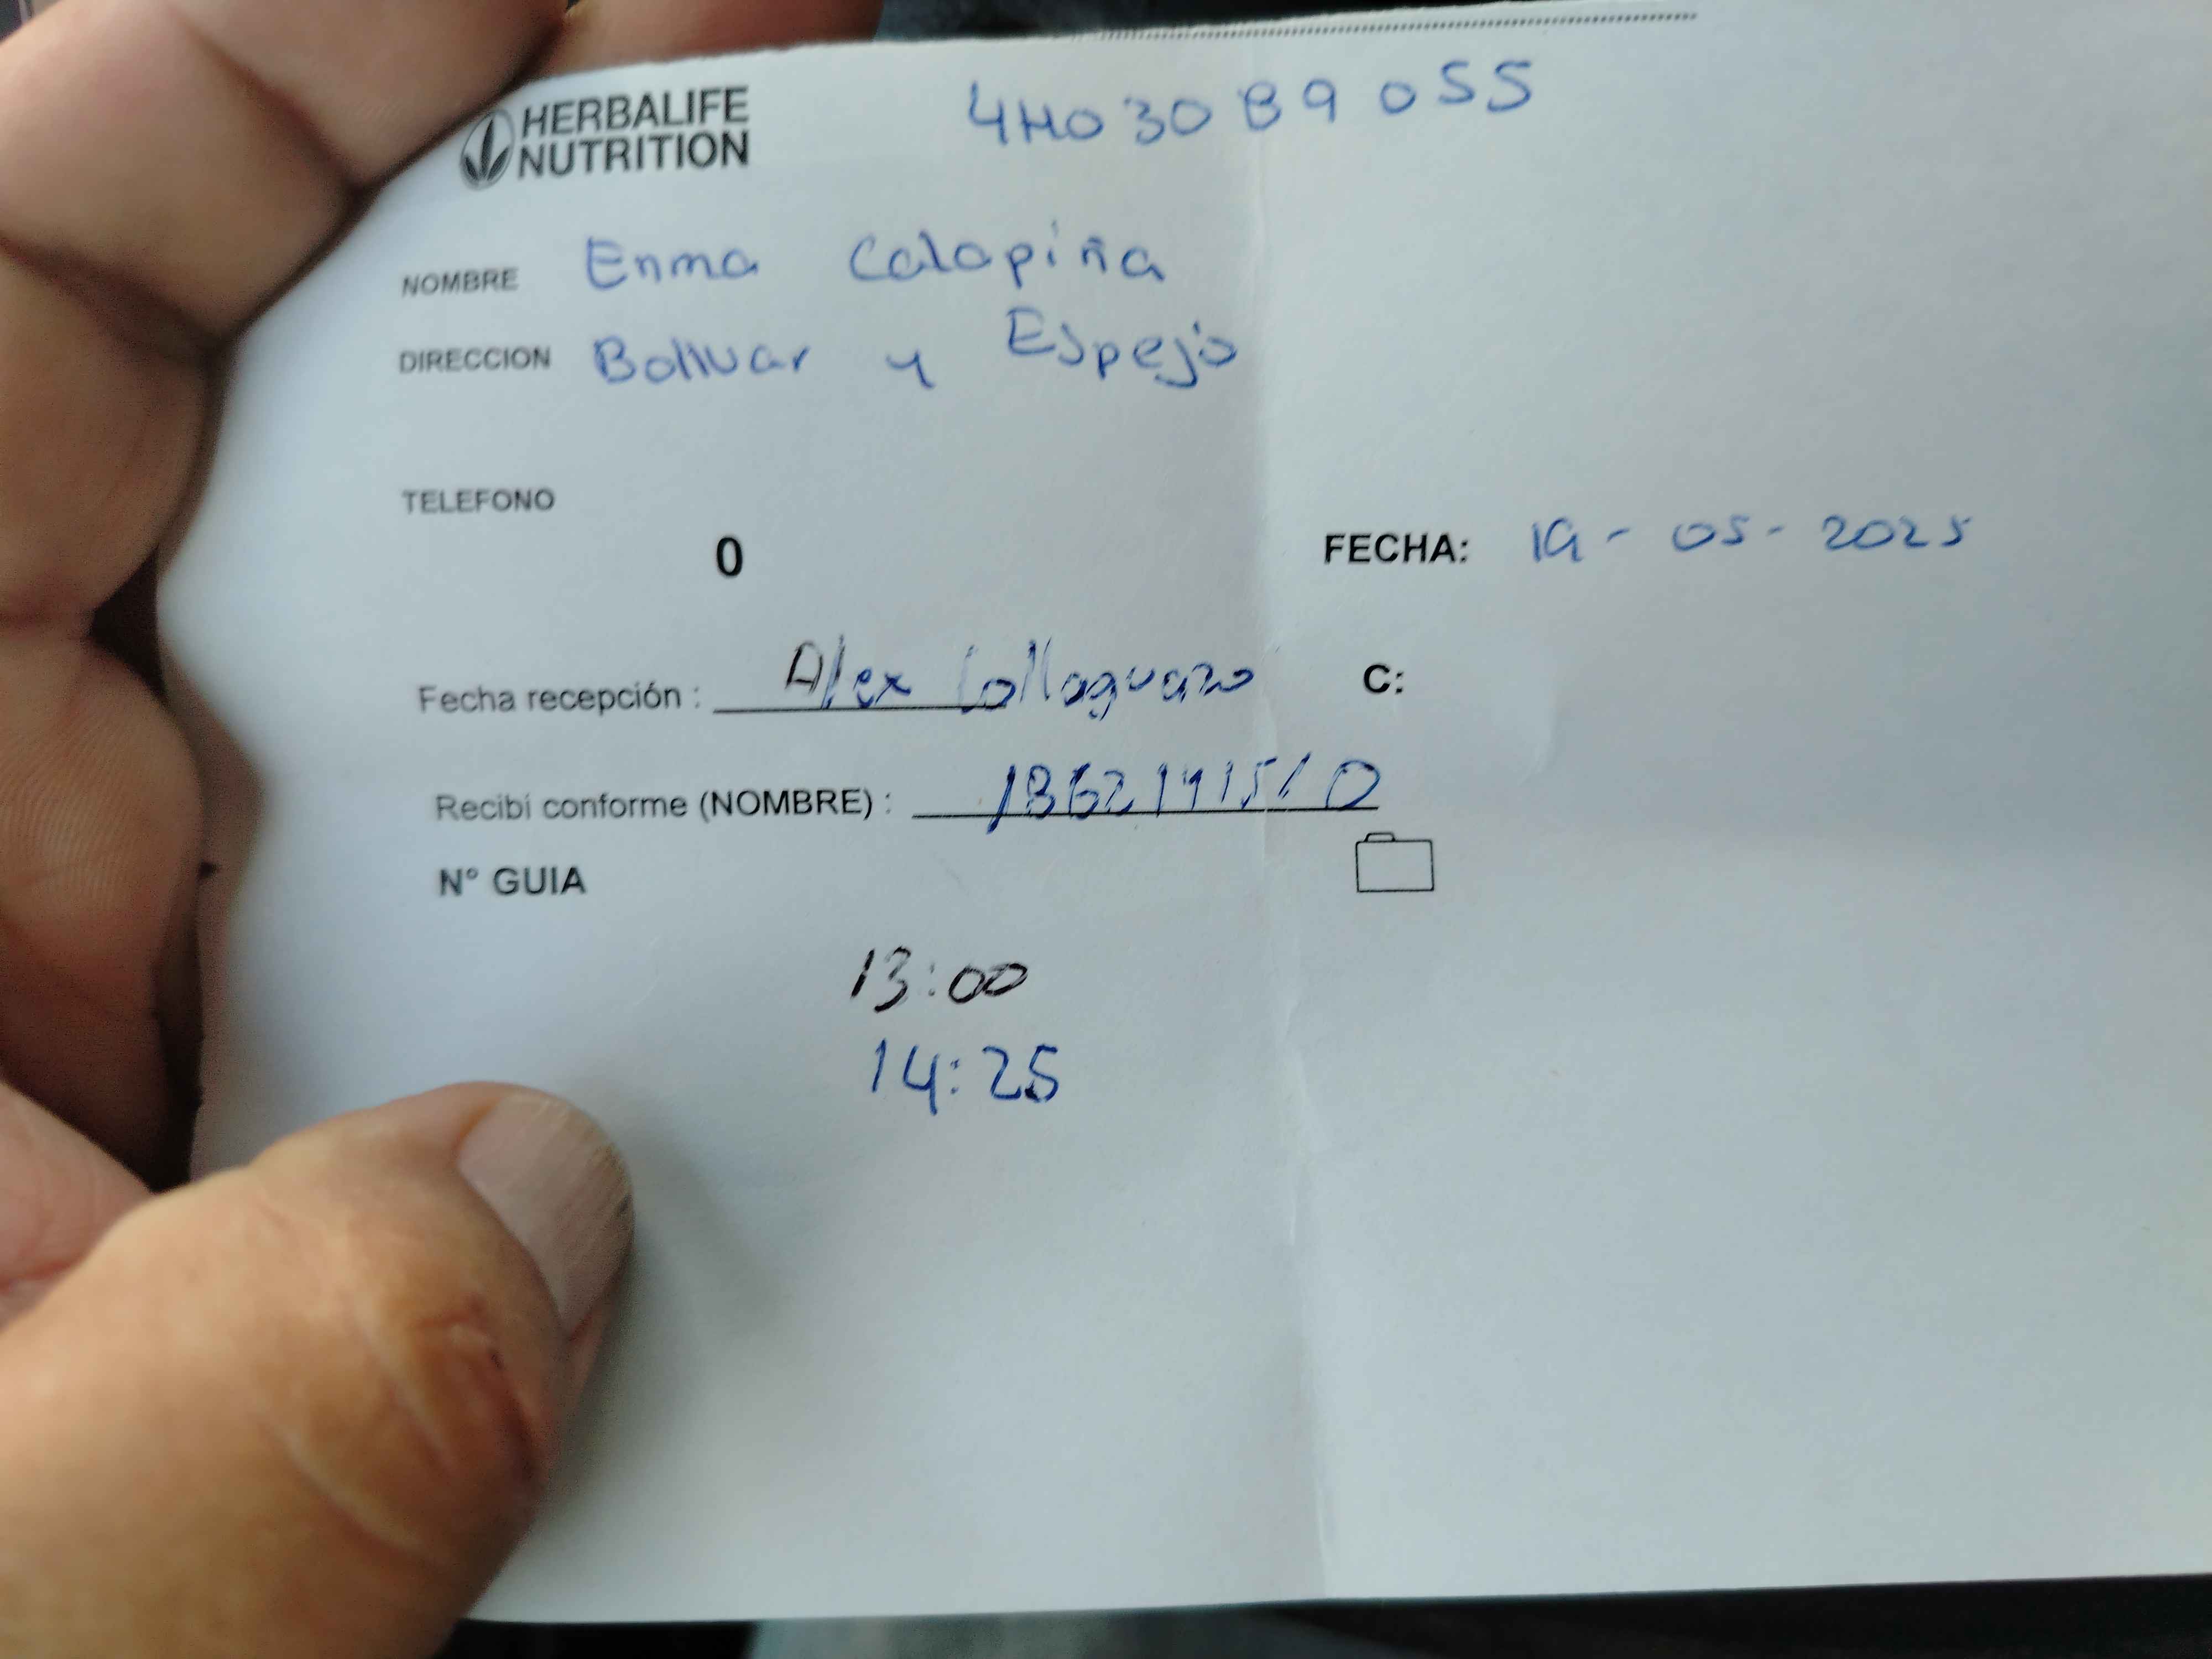 HERBALIFE
NUTRITION
4H030B9055
NOMBRE Enma Calapiña
DIRECCION Bolivar y Espejo
TELEFONO
0
FECHA: 19-05-2025
Fecha recepción : Alex Collaguazo C:
Recibí conforme (NOMBRE) :
N° GUIA
13:00
14:25